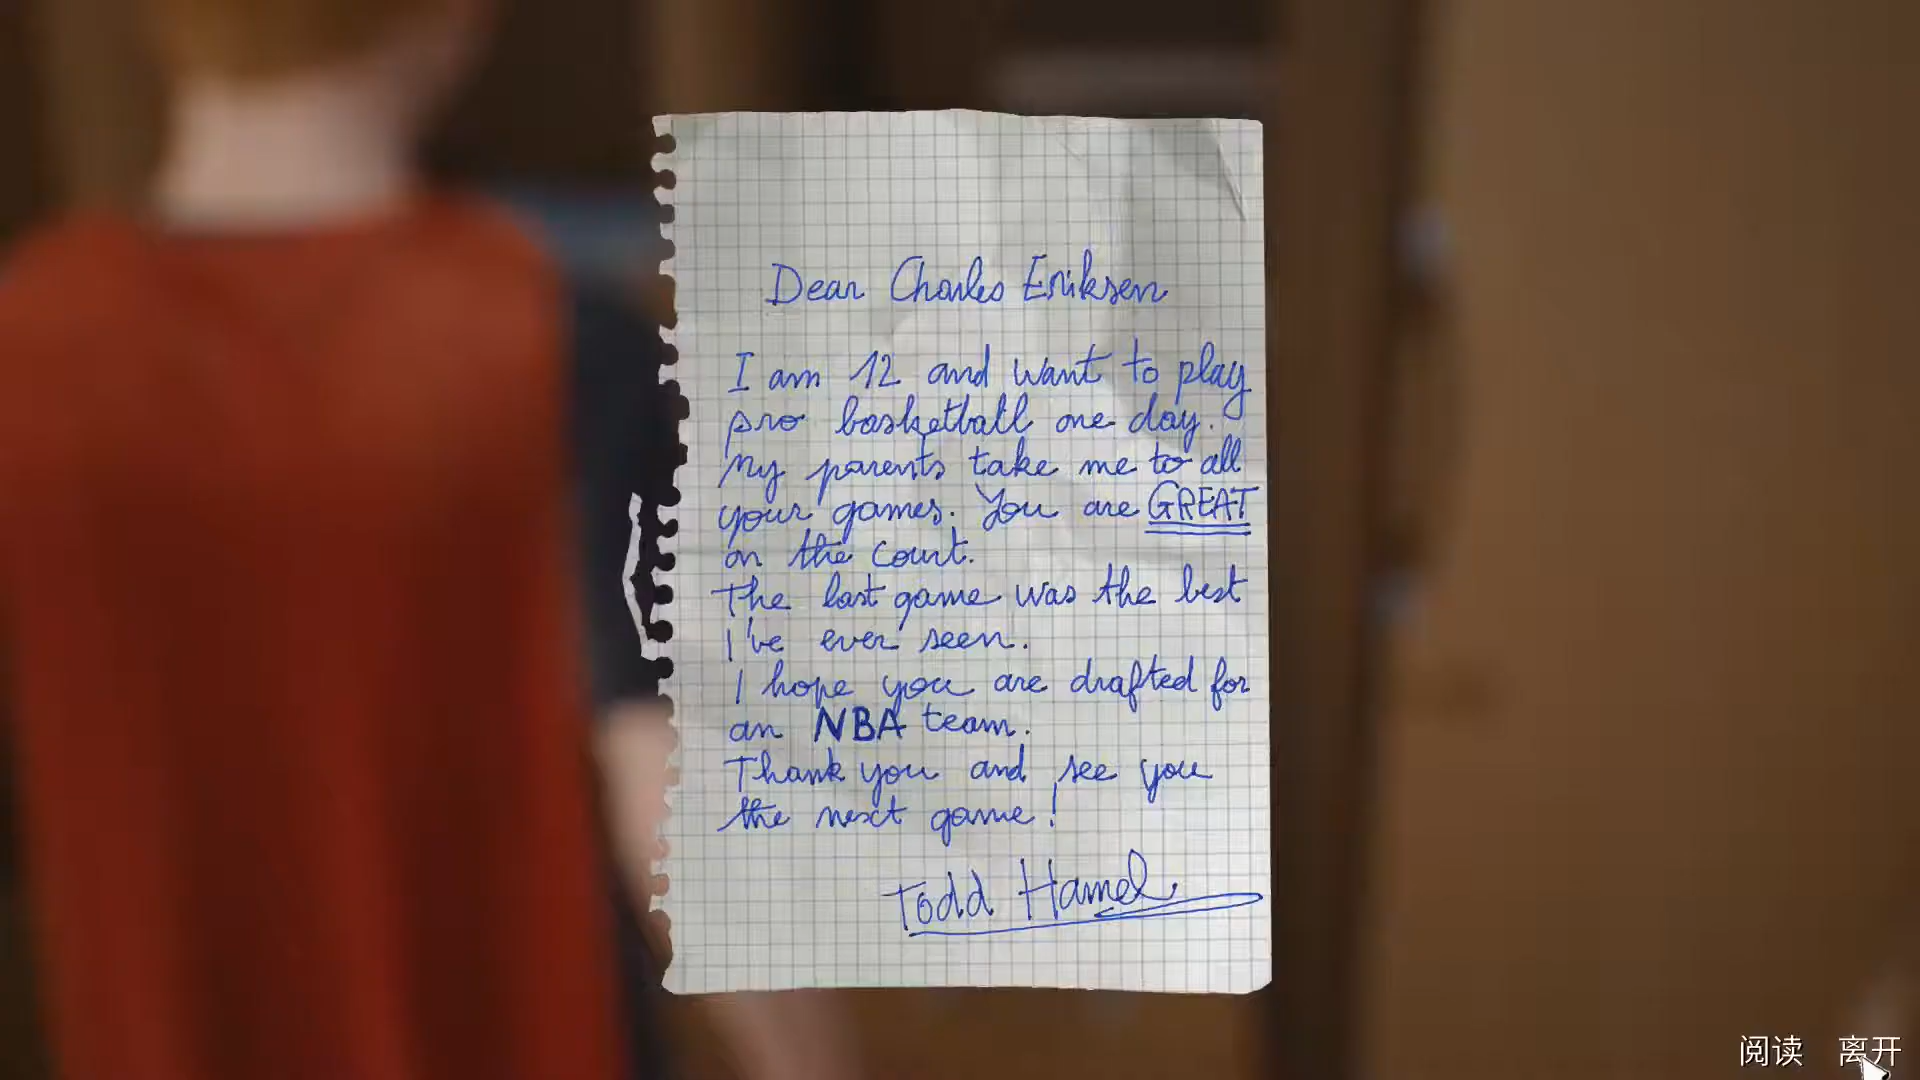 Dear Charles Eriksen
I am 12 and want to play
pro basketball one day.
My parents take me to all
your games. You are GREAT
on the court.
The last game was the best
I've ever seen.
I hope you are drafted for
an NBA team.
Thank you and see you
the next game!
Todd Hamel
阅读 离开